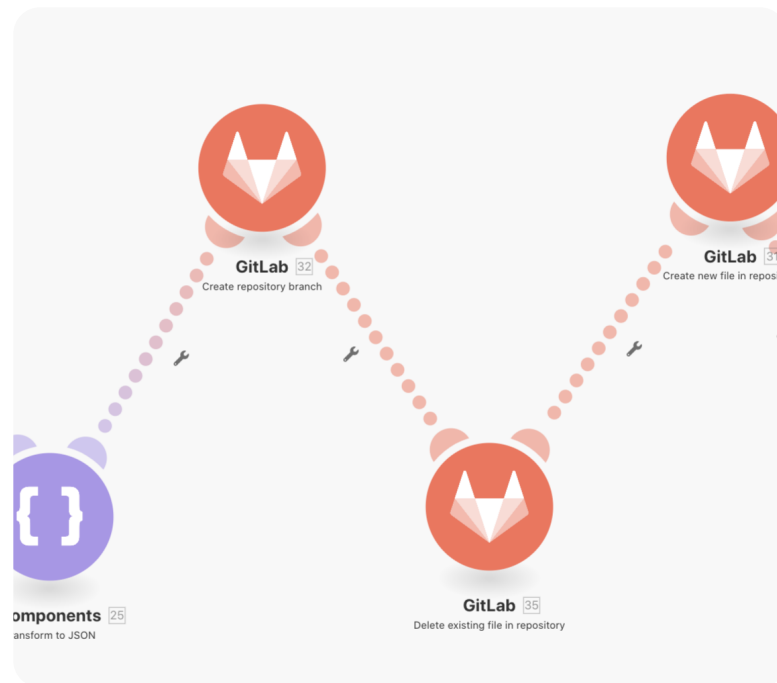 GitLab 32
Create repository branch
GitLab 31
Create new file in reposi
omponents 25
ansform to JSON
GitLab 35
Delete existing file in repository